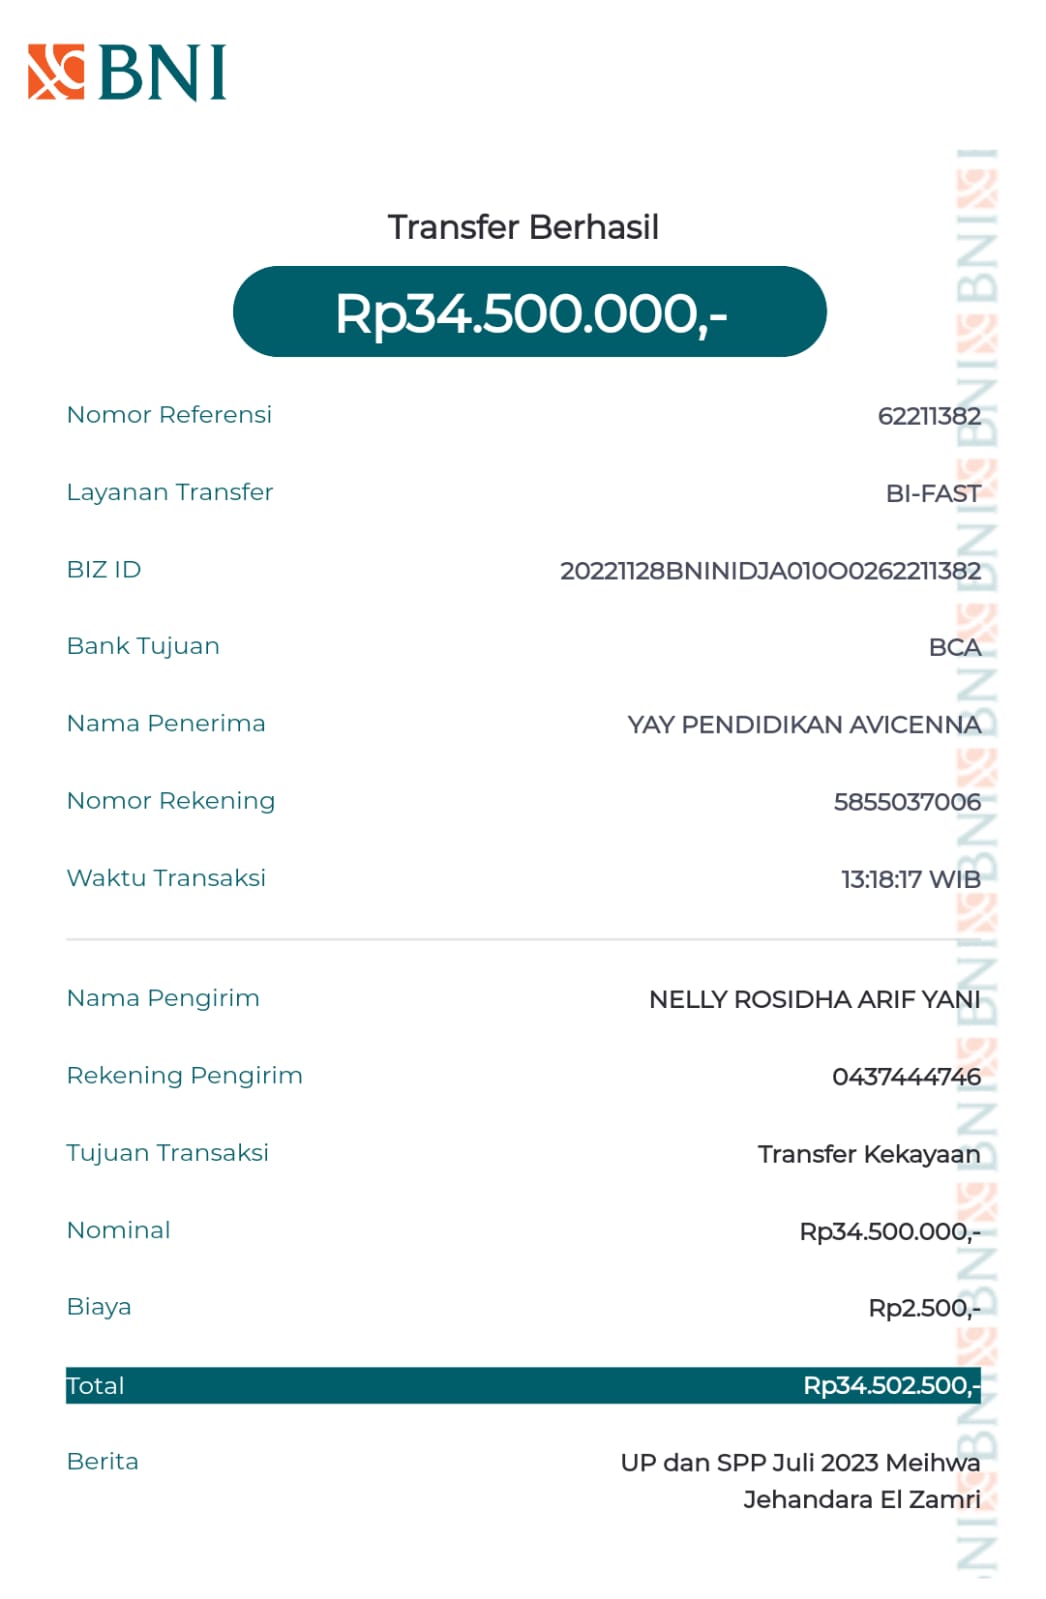 BNI
Transfer Berhasil
Rp34.500.000,-
Nomor Referensi 62211382
Layanan Transfer BI-FAST
BIZ ID 20221128BNINIDJA010O0262211382
Bank Tujuan BCA
Nama Penerima YAY PENDIDIKAN AVICENNA
Nomor Rekening 5855037006
Waktu Transaksi 13:18:17 WIB
Nama Pengirim NELLY ROSIDHA ARIF YANI
Rekening Pengirim 0437444746
Tujuan Transaksi Transfer Kekayaan
Nominal Rp34.500.000,-
Biaya Rp2.500,-
Total Rp34.502.500,-
Berita UP dan SPP Juli 2023 Meihwa
Jehandara El Zamri
BNI BNI BNI BNI BNI BNI BNI BNI BNI